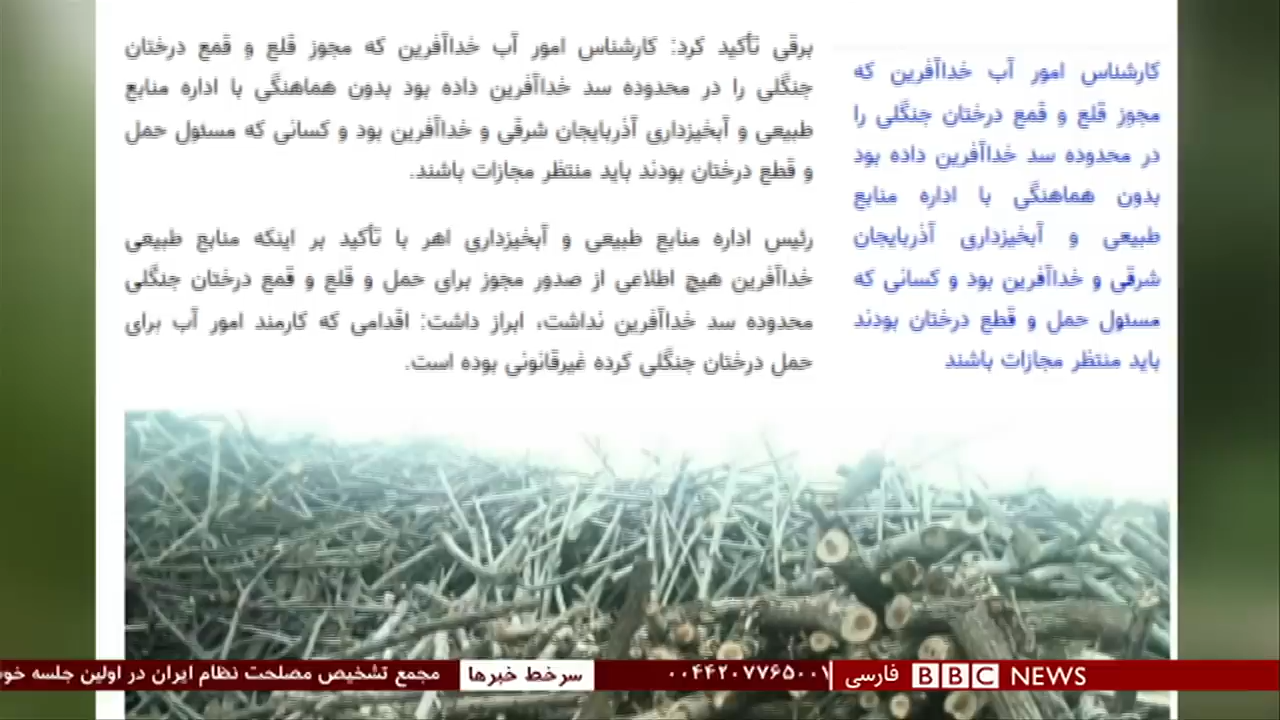 برقی تأکید کرد: کارشناس امور آب خداآفرین که مجوز قلع و قمع درختان
جنگلی را در محدوده سد خداآفرین داده بود بدون هماهنگی با اداره منابع
طبیعی و آبخیزداری آذربایجان شرقی و خداآفرین بود و کسانی که مسئول حمل
و قطع درختان بودند باید منتظر مجازات باشند.
رئیس اداره منابع طبیعی و آبخیزداری اهر با تأکید بر اینکه منابع طبیعی
خداآفرین هیچ اطلاعی از صدور مجوز برای حمل و قلع و قمع درختان جنگلی
محدوده سد خداآفرین نداشت، ابراز داشت: اقدامی که کارمند امور آب برای
حمل درختان جنگلی کرده غیرقانونی بوده است.
کارشناس امور آب خداآفرین که
مجوز قلع و قمع درختان جنگلی را
در محدوده سد خداآفرین داده بود
بدون هماهنگی با اداره منابع
طبیعی و آبخیزداری آذربایجان
شرقی و خداآفرین بود و کسانی که
مسئول حمل و قطع درختان بودند
باید منتظر مجازات باشند
BBC NEWS فارسی
۰۰۴۴۲۰۷۷۶۵۰۰۷
سرخط خبرها
مجمع تشخیص مصلحت نظام ایران در اولین جلسه خو